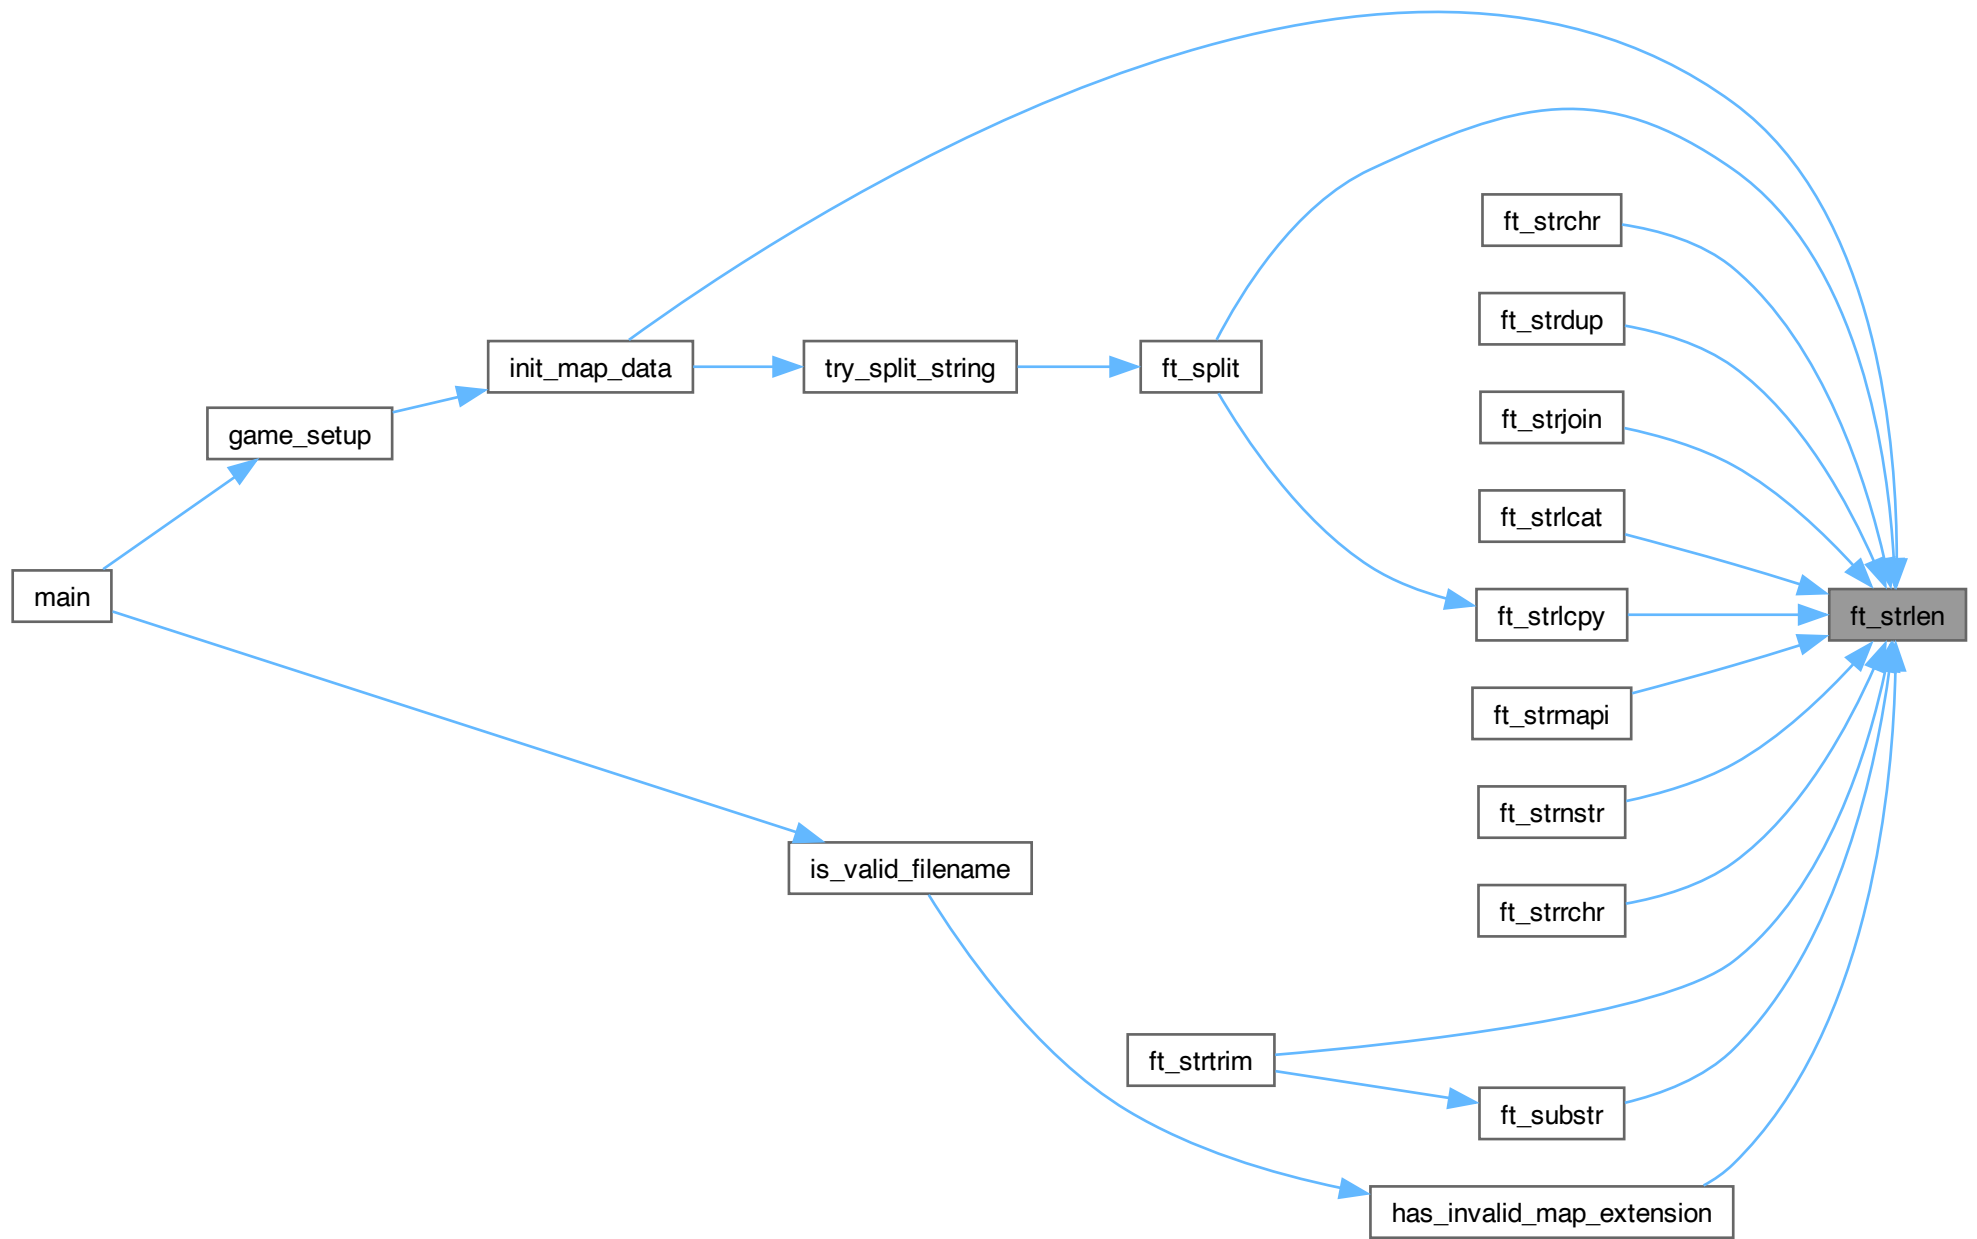 main
game_setup
init_map_data
try_split_string
ft_split
is_valid_filename
ft_strchr
ft_strdup
ft_strjoin
ft_strlcat
ft_strlcpy
ft_strmapi
ft_strnstr
ft_strrchr
ft_strtrim
ft_substr
has_invalid_map_extension
ft_strlen